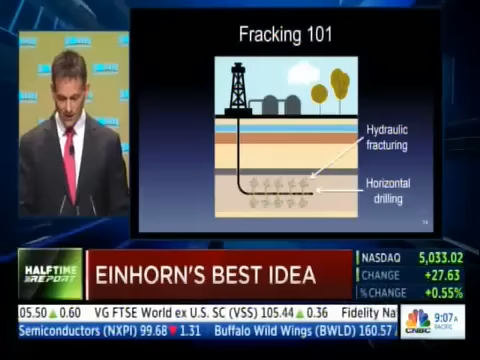 Fracking 101
Hydraulic
fracturing
Horizontal
drilling
HALFTIME
REPORT
EINHORN'S BEST IDEA
NASDAQ 5,033.02
CHANGE +27.63
% CHANGE +0.55%
05.50 ▲ 0.60 VG FTSE World ex U.S. SC (VSS) 105.44 ▲ 0.36 Fidelity Na
Semiconductors (NXPI) 99.68 ▼ 1.31 Buffalo Wild Wings (BWLD) 160.57
CNBC
9:07A
PACIFIC